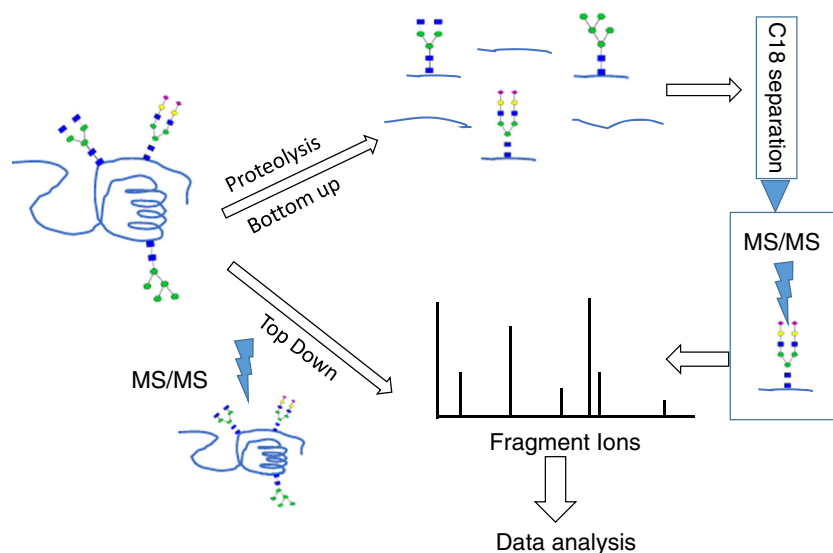 Proteolysis
Bottom up
C18 separation
MS/MS
Top Down
MS/MS
Fragment Ions
Data analysis